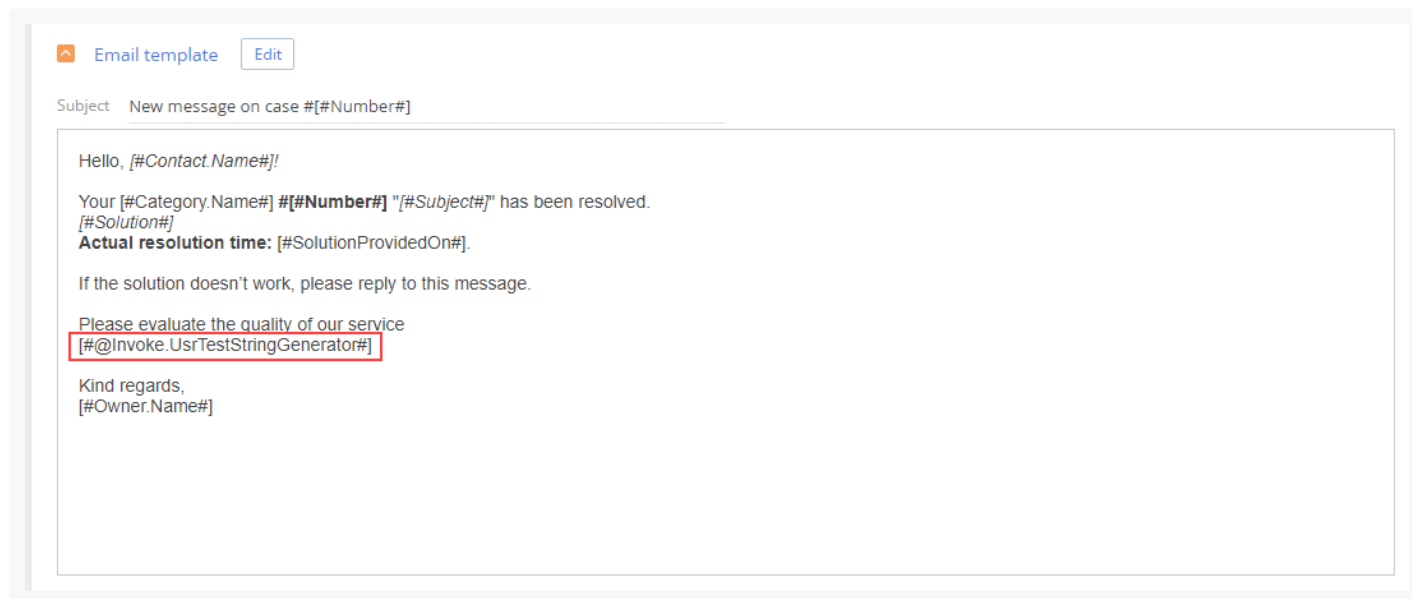 Email template Edit
Subject New message on case #[#Number#]
Hello, [#Contact.Name#]!
Your [#Category.Name#] #[#Number#] "[#Subject#]" has been resolved.
[#Solution#]
Actual resolution time: [#SolutionProvidedOn#].
If the solution doesn’t work, please reply to this message.
Please evaluate the quality of our service
[#@Invoke.UsrTestStringGenerator#]
Kind regards,
[#Owner.Name#]